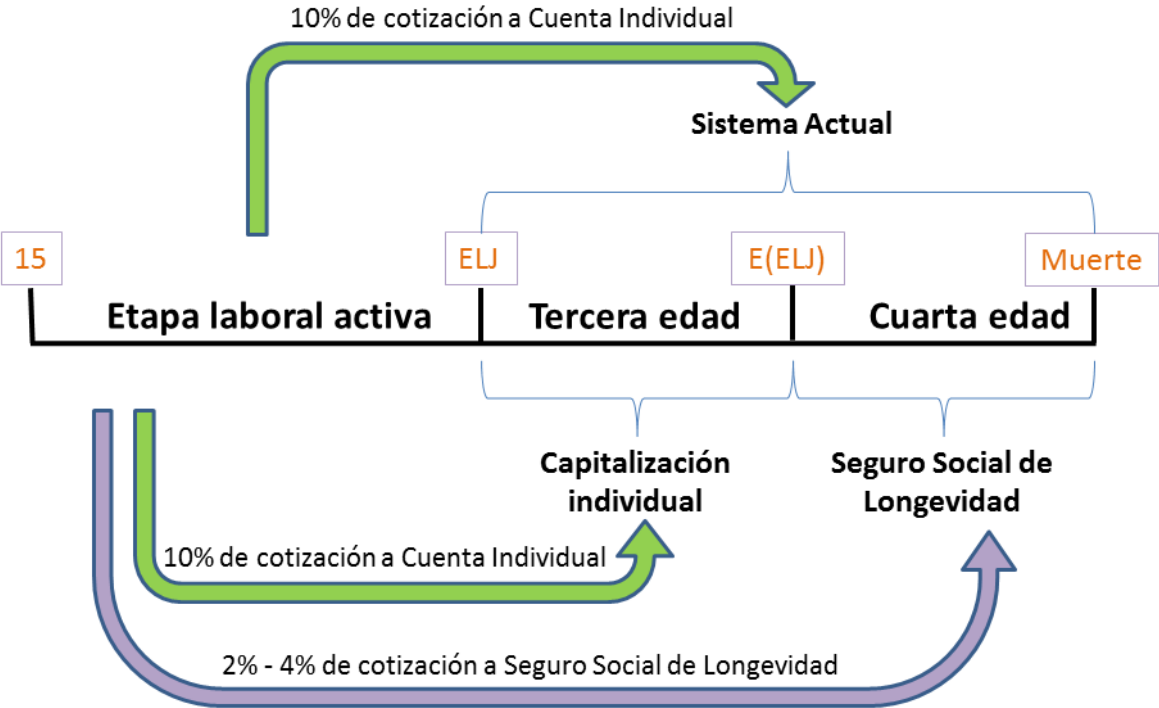 10% de cotización a Cuenta Individual
Sistema Actual
15
ELJ
E(ELJ)
Muerte
Etapa laboral activa
Tercera edad
Cuarta edad
Capitalización
individual
Seguro Social de
Longevidad
10% de cotización a Cuenta Individual
2% - 4% de cotización a Seguro Social de Longevidad